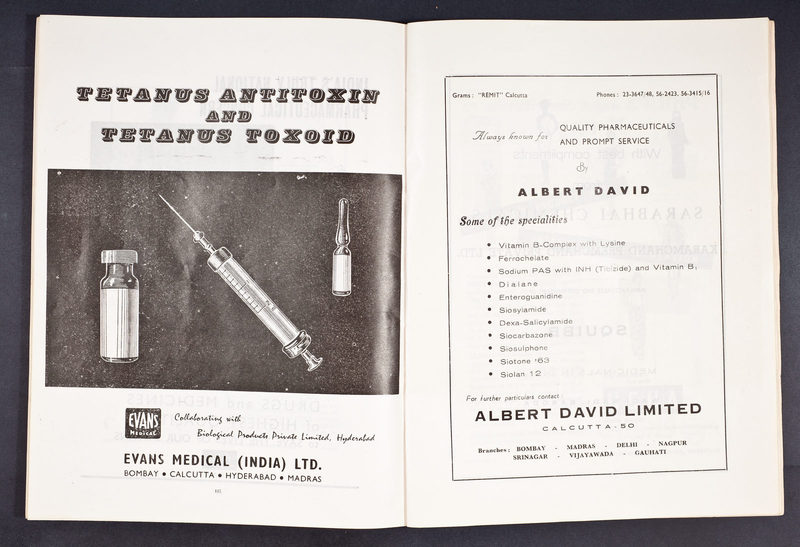 TETANUS ANTITOXIN
AND
TETANUS TOXOID
EVANS
Medical
Collaborating with
Biological Products Private Limited, Hyderabad
EVANS MEDICAL (INDIA) LTD.
BOMBAY • CALCUTTA • HYDERABAD • MADRAS
Grams: "REMIT" Calcutta Phones: 23-3647/48, 56-2423, 56-3415/16
Always known for QUALITY PHARMACEUTICALS
AND PROMPT SERVICE
By
ALBERT DAVID
Some of the specialities
• Vitamin B-Complex with Lysine
• Ferrochelate
• Sodium PAS with INH (Tibizide) and Vitamin B₁
• Dialane
• Enteroguanidine
• Siosylamide
• Dexa-Salicylamide
• Siocarbazone
• Siosulphone
• Siotone '63
• Siolan 12
For further particulars contact
ALBERT DAVID LIMITED
CALCUTTA-50
Branches: BOMBAY - MADRAS - DELHI - NAGPUR
SRINAGAR - VIJAYAWADA - GAUHATI